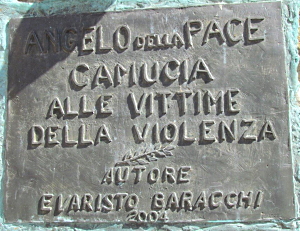 ANGELO DELLA PACE
CAMUCIA
ALLE VITTIME
DELLA VIOLENZA
AUTORE
EVARISTO BARACCHI
2004